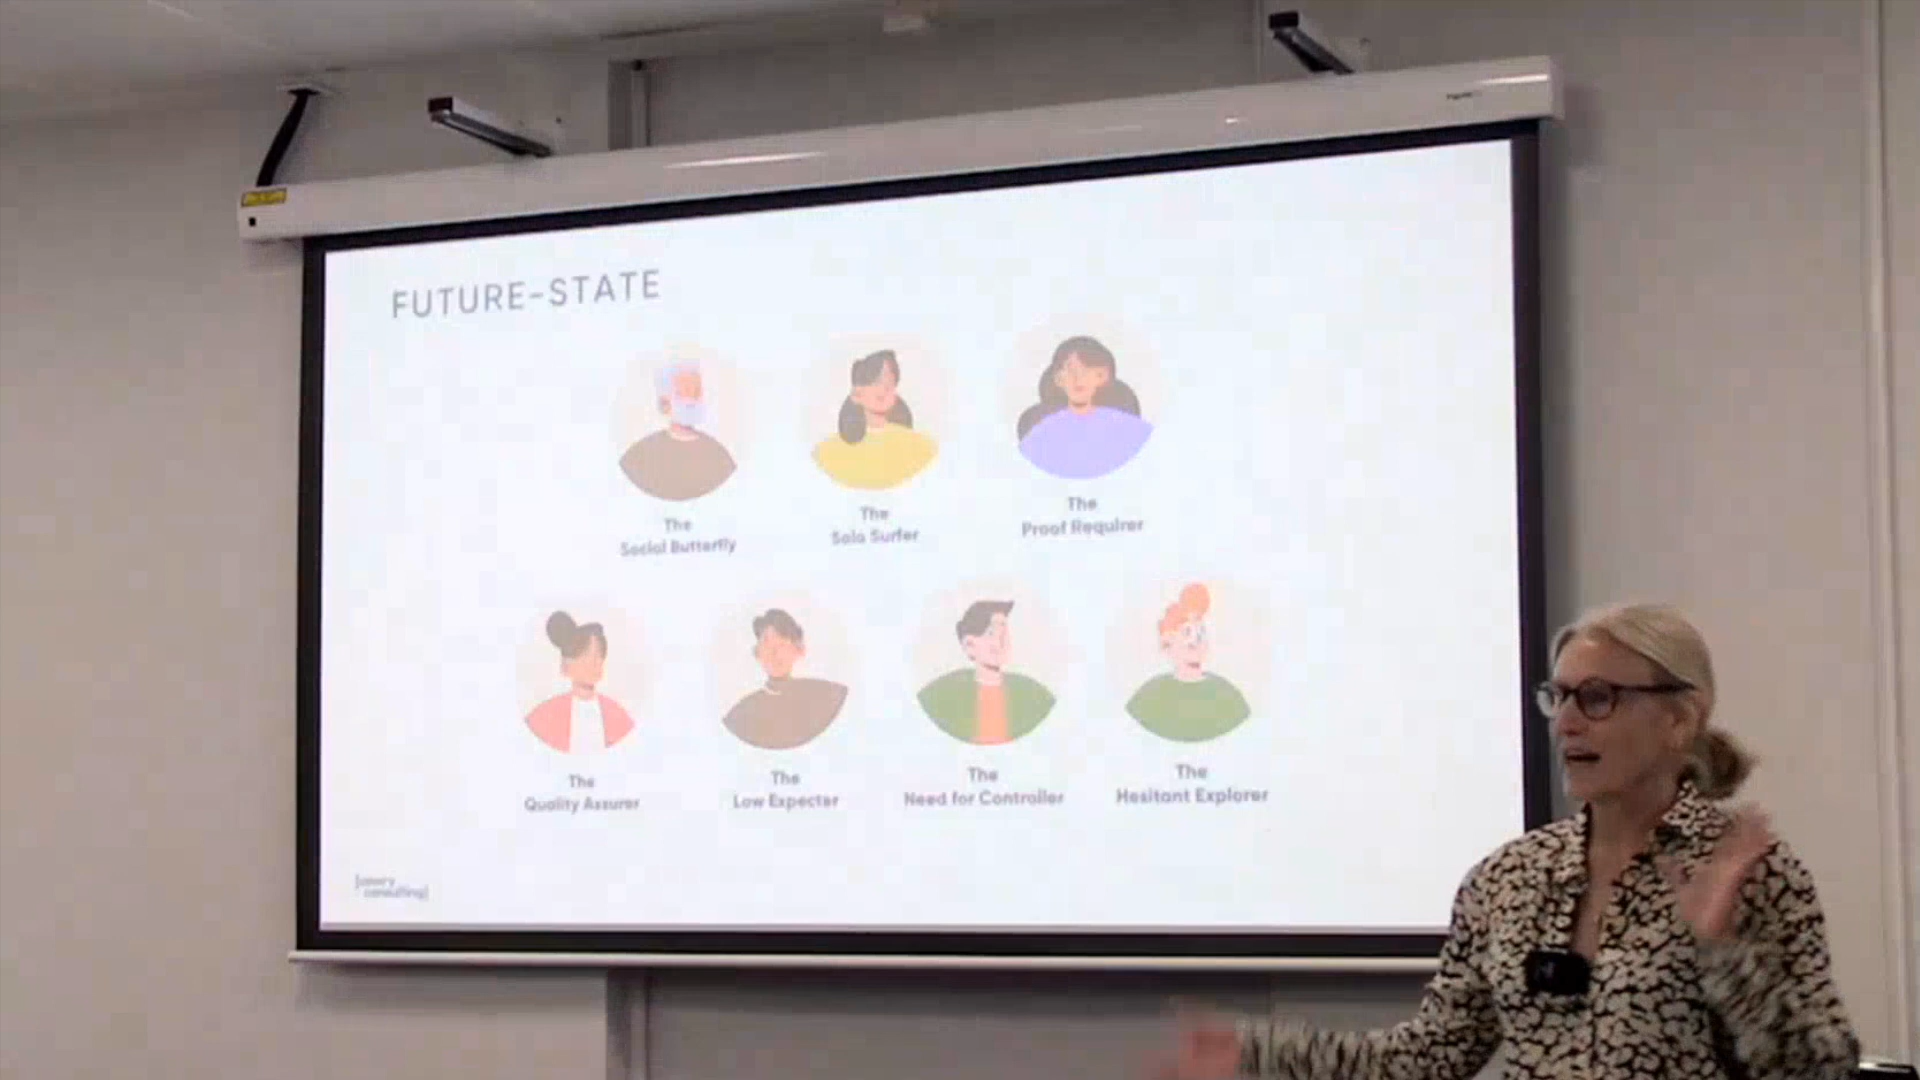 FUTURE-STATE
The
Social Butterfly
The
Solo Surfer
The
Proof Requirer
The
Quality Assurer
The
Low Expecter
The
Need for Controller
The
Hesitant Explorer
consulting]